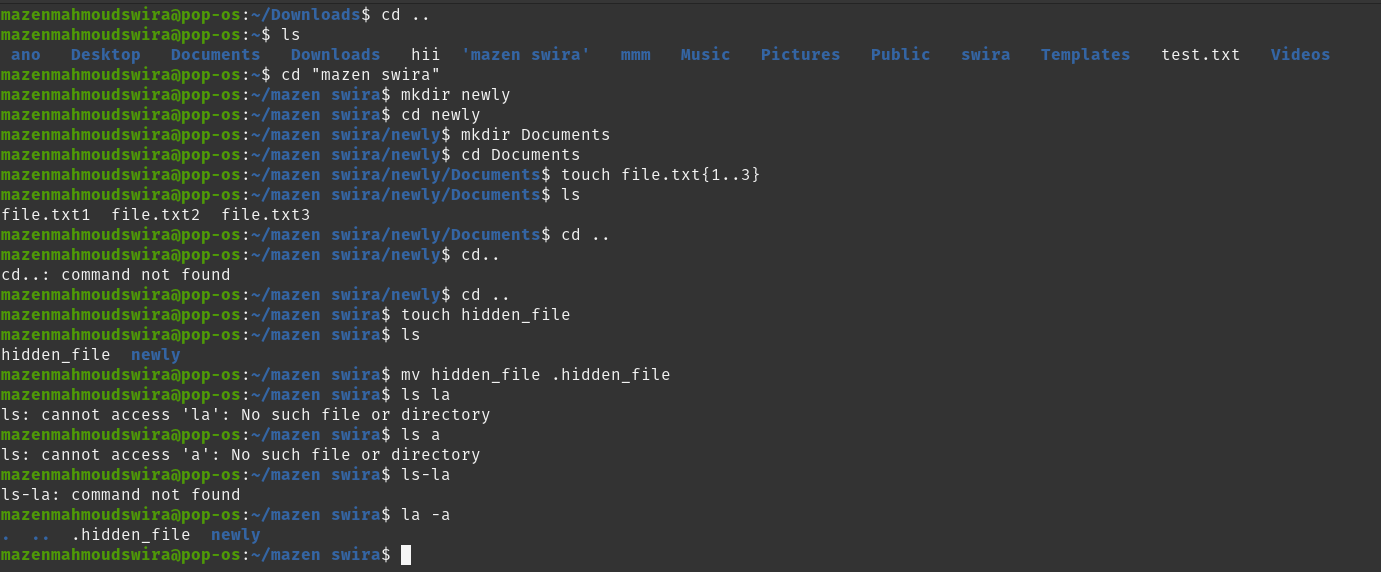 mazenmahmoudswira@pop-os:~/Downloads$ cd ..
mazenmahmoudswira@pop-os:~$ ls
ano   Desktop   Documents   Downloads   hii  'mazen swira'   mmm   Music   Pictures   Public   swira   Templates   test.txt   Videos
mazenmahmoudswira@pop-os:~$ cd "mazen swira"
mazenmahmoudswira@pop-os:~/mazen swira$ mkdir newly
mazenmahmoudswira@pop-os:~/mazen swira$ cd newly
mazenmahmoudswira@pop-os:~/mazen swira/newly$ mkdir Documents
mazenmahmoudswira@pop-os:~/mazen swira/newly$ cd Documents
mazenmahmoudswira@pop-os:~/mazen swira/newly/Documents$ touch file.txt{1..3}
mazenmahmoudswira@pop-os:~/mazen swira/newly/Documents$ ls
file.txt1  file.txt2  file.txt3
mazenmahmoudswira@pop-os:~/mazen swira/newly/Documents$ cd ..
mazenmahmoudswira@pop-os:~/mazen swira/newly$ cd..
cd..: command not found
mazenmahmoudswira@pop-os:~/mazen swira/newly$ cd ..
mazenmahmoudswira@pop-os:~/mazen swira$ touch hidden_file
mazenmahmoudswira@pop-os:~/mazen swira$ ls
hidden_file  newly
mazenmahmoudswira@pop-os:~/mazen swira$ mv hidden_file .hidden_file
mazenmahmoudswira@pop-os:~/mazen swira$ ls la
ls: cannot access 'la': No such file or directory
mazenmahmoudswira@pop-os:~/mazen swira$ ls a
ls: cannot access 'a': No such file or directory
mazenmahmoudswira@pop-os:~/mazen swira$ ls-la
ls-la: command not found
mazenmahmoudswira@pop-os:~/mazen swira$ la -a
.  ..  .hidden_file  newly
mazenmahmoudswira@pop-os:~/mazen swira$